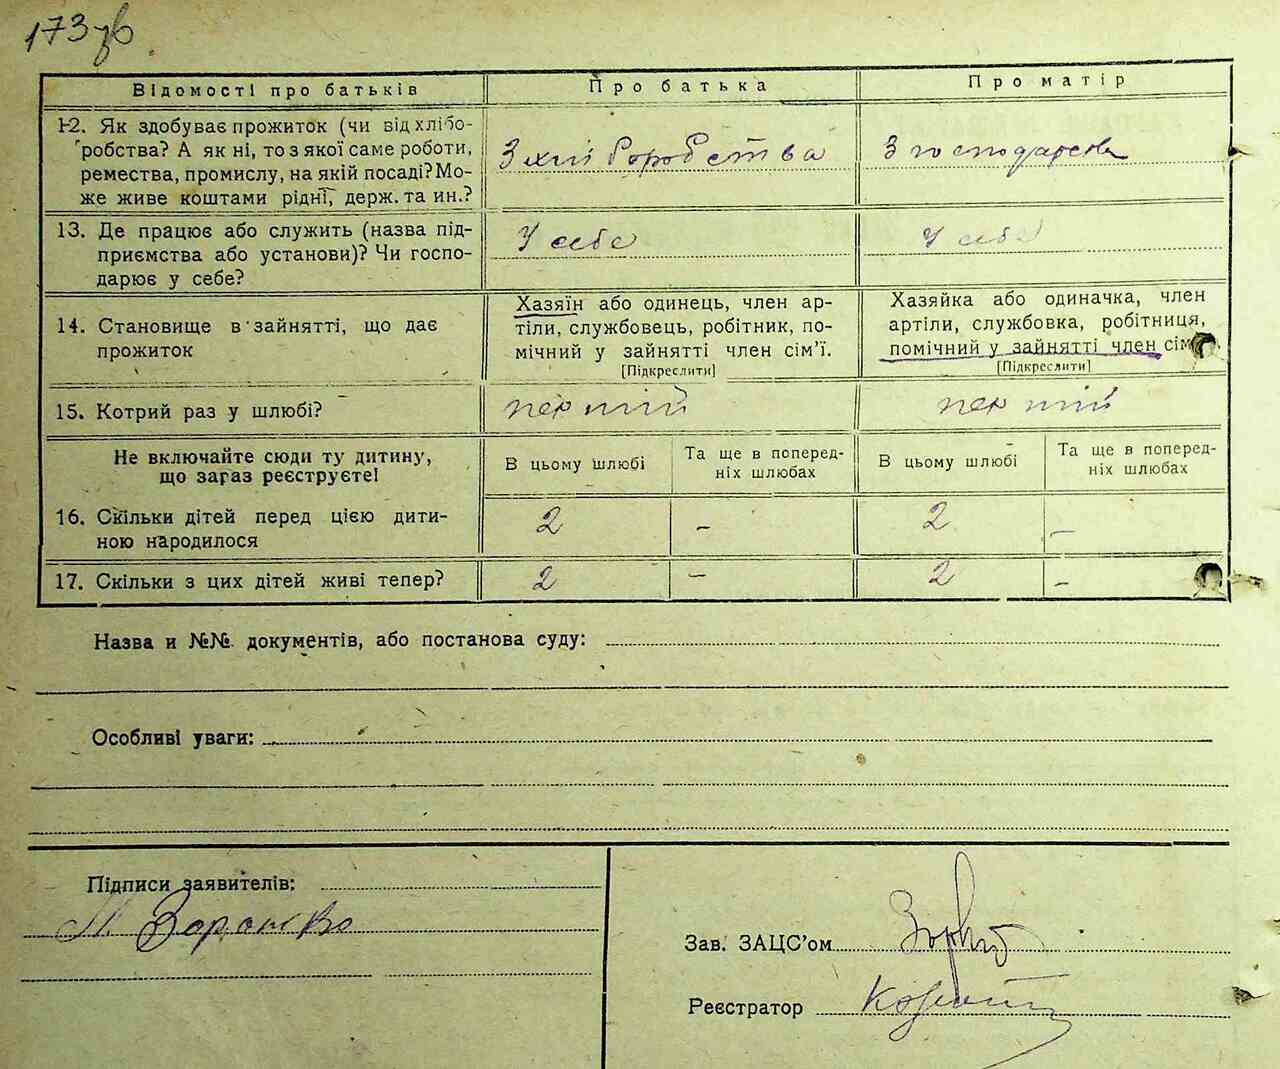 173 зв
Відомості про батьків
Про батька
Про матір
12. Як здобуває прожиток (чи від хлібо-
робства? А як ні, то з якої саме роботи,
ремества, промислу, на якій посаді? Мо-
же живе коштами рідні, держ. та ин.?
З хлі боробства
З господарства
13. Де працює або служить (назва під-
приємства або установи)? Чи госпо-
дарює у себе?
У себе
У себе
14. Становище в зайнятті, що дає
прожиток
Хазяїн або одинець, член ар-
тіли, службовець, робітник, по-
мічний у зайнятті член сім’ї.
[Підкреслити]
Хазяйка або одиначка, член
артіли, службовка, робітниця,
помічний у зайнятті член сім
[Підкреслити]
15. Котрий раз у шлюбі?
перший
перший
Не включайте сюди ту дитину,
що зараз реєструєте!
В цьому шлюбі
Та ще в поперед-
ніх шлюбах
В цьому шлюбі
Та ще в поперед-
ніх шлюбах
16. Скільки дітей перед цією дити-
ною народилося
2
-
2
-
17. Скільки з цих дітей живі тепер?
2
-
2
-
Назва и №№ документів, або постанова суду:
Особливі уваги:
Підписи заявителів:
Зав. ЗАЦС’ом
Реєстратор